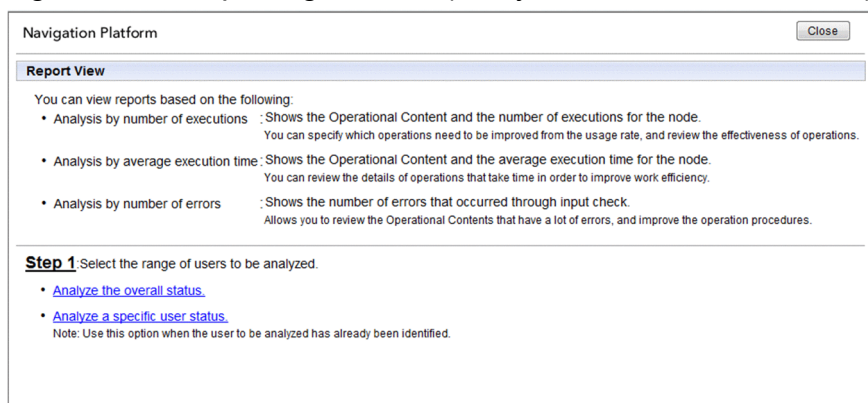 Navigation Platform
Close
Report View
You can view reports based on the following:
• Analysis by number of executions : Shows the Operational Content and the number of executions for the node.
You can specify which operations need to be improved from the usage rate, and review the effectiveness of operations.
• Analysis by average execution time : Shows the Operational Content and the average execution time for the node.
You can review the details of operations that take time in order to improve work efficiency.
• Analysis by number of errors : Shows the number of errors that occurred through input check.
Allows you to review the Operational Contents that have a lot of errors, and improve the operation procedures.
Step 1:Select the range of users to be analyzed.
• Analyze the overall status.
• Analyze a specific user status.
Note: Use this option when the user to be analyzed has already been identified.